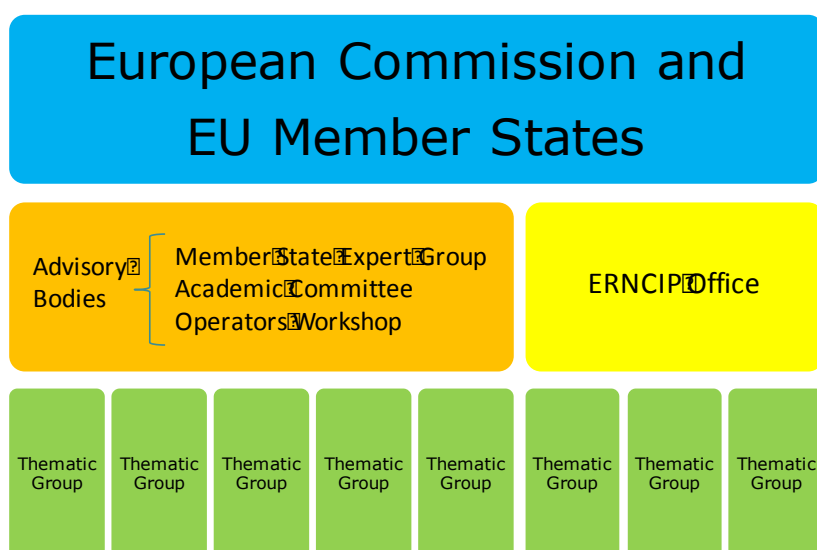 European Commission and
EU Member States
Advisory
Bodies
Member State Expert Group
Academic Committee
Operators Workshop
ERNCIP Office
Thematic
Group
Thematic
Group
Thematic
Group
Thematic
Group
Thematic
Group
Thematic
Group
Thematic
Group
Thematic
Group